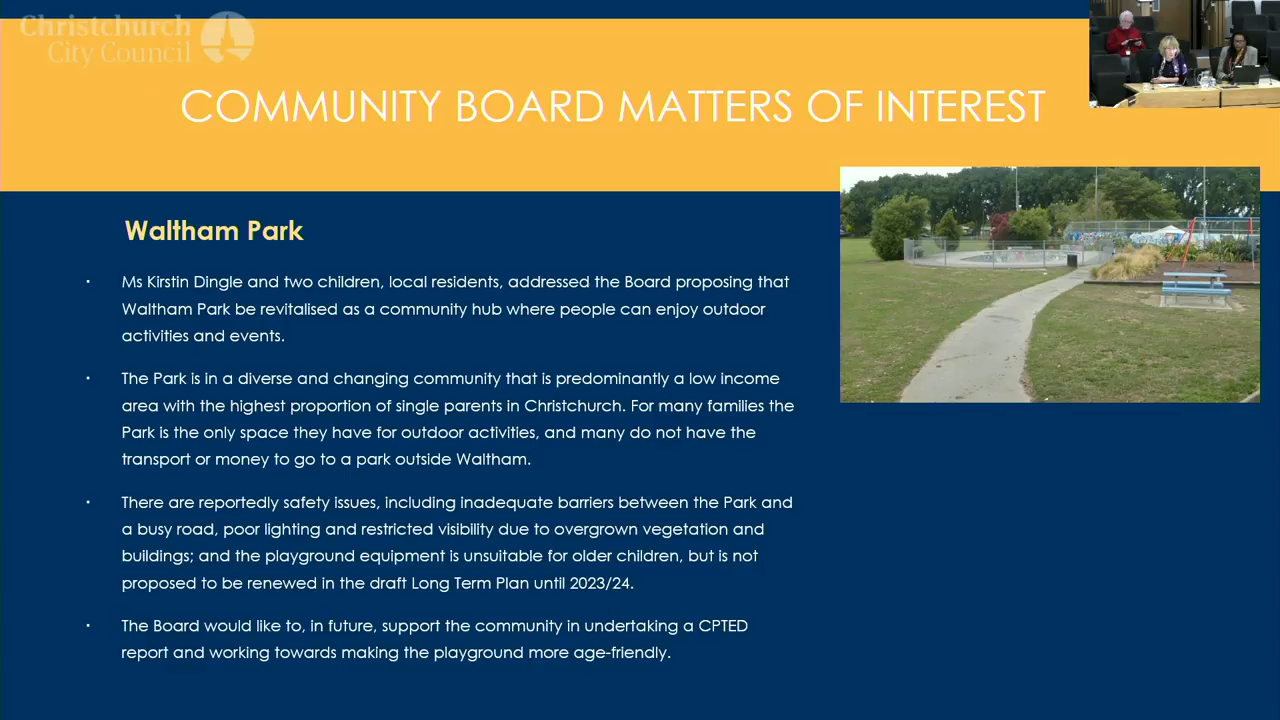 Christchurch
City Council
COMMUNITY BOARD MATTERS OF INTEREST
Waltham Park
· Ms Kirstin Dingle and two children, local residents, addressed the Board proposing that
Waltham Park be revitalised as a community hub where people can enjoy outdoor
activities and events.
· The Park is in a diverse and changing community that is predominantly a low income
area with the highest proportion of single parents in Christchurch. For many families the
Park is the only space they have for outdoor activities, and many do not have the
transport or money to go to a park outside Waltham.
· There are reportedly safety issues, including inadequate barriers between the Park and
a busy road, poor lighting and restricted visibility due to overgrown vegetation and
buildings; and the playground equipment is unsuitable for older children, but is not
proposed to be renewed in the draft Long Term Plan until 2023/24.
· The Board would like to, in future, support the community in undertaking a CPTED
report and working towards making the playground more age-friendly.